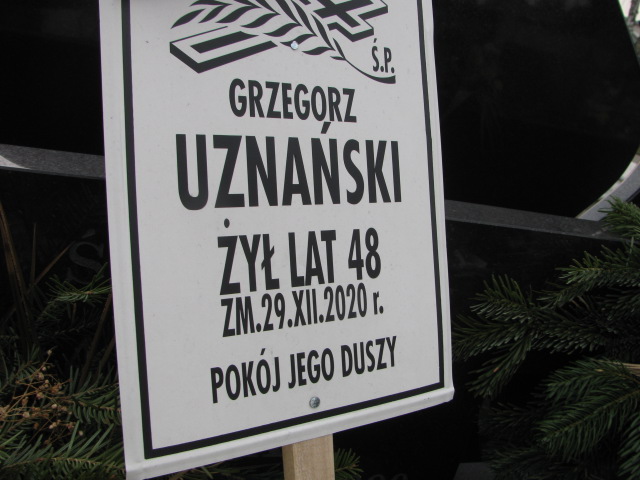 Ś.P.
GRZEGORZ
UZNAŃSKI
ŻYŁ LAT 48
ZM.29.XII.2020 r.
POKÓJ JEGO DUSZY